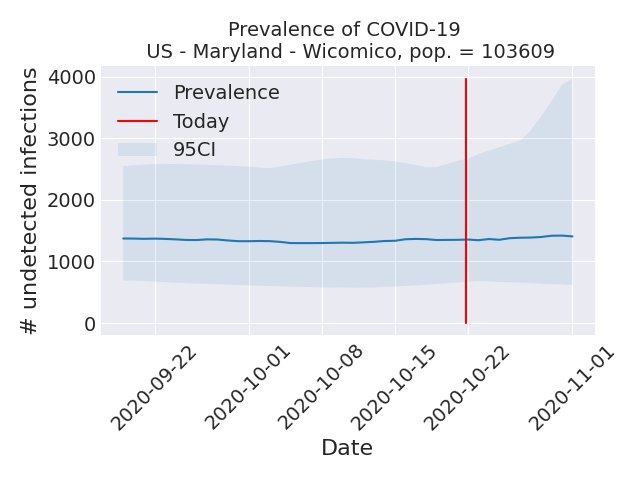 Prevalence of COVID-19
US - Maryland - Wicomico, pop. = 103609
# undetected infections
4000
3000
2000
1000
0
Prevalence
Today
95CI
2020-09-22
2020-10-01
2020-10-08
2020-10-15
2020-10-22
2020-11-01
Date